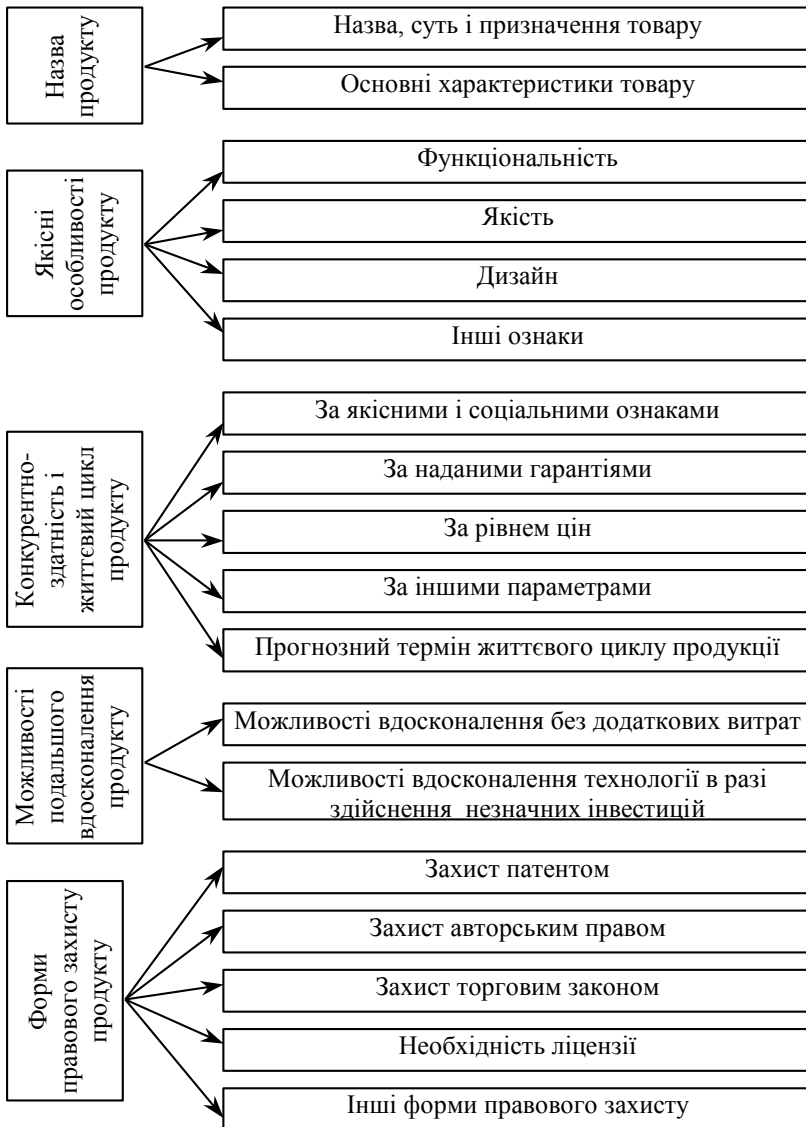 Назва
продукту
Назва, суть і призначення товару
Основні характеристики товару
Якісні
особливості
продукту
Функціональність
Якість
Дизайн
Інші ознаки
Конкурентно-
здатність і
життєвий цикл
продукту
За якісними і соціальними ознаками
За наданими гарантіями
За рівнем цін
За іншими параметрами
Прогнозний термін життєвого циклу продукції
Можливості
подальшого
вдосконалення
продукту
Можливості вдосконалення без додаткових витрат
Можливості вдосконалення технології в разі
здійснення незначних інвестицій
Форми
правового захисту
продукту
Захист патентом
Захист авторським правом
Захист торговим законом
Необхідність ліцензії
Інші форми правового захисту